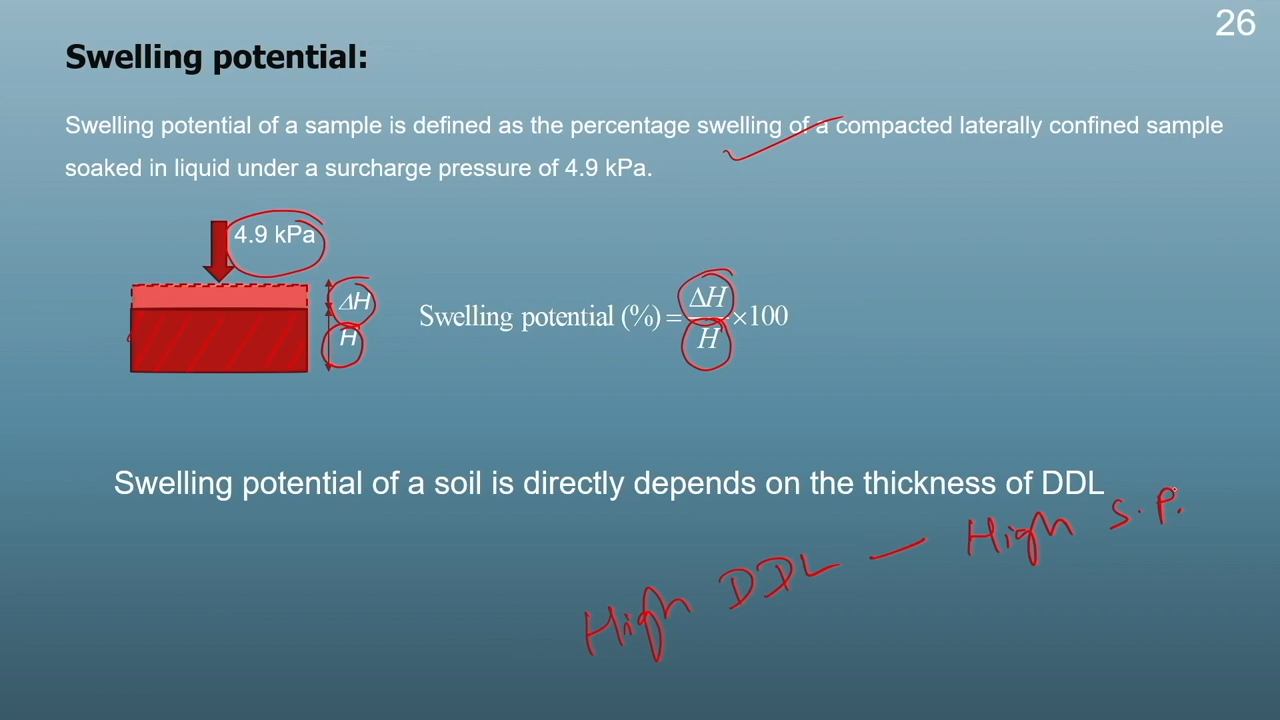 26
Swelling potential:
Swelling potential of a sample is defined as the percentage swelling of a compacted laterally confined sample
soaked in liquid under a surcharge pressure of 4.9 kPa.
4.9 kPa
ΔH
H
Swelling potential (%) = ΔH/H ×100
Swelling potential of a soil is directly depends on the thickness of DDL
High DDL — High S.P.